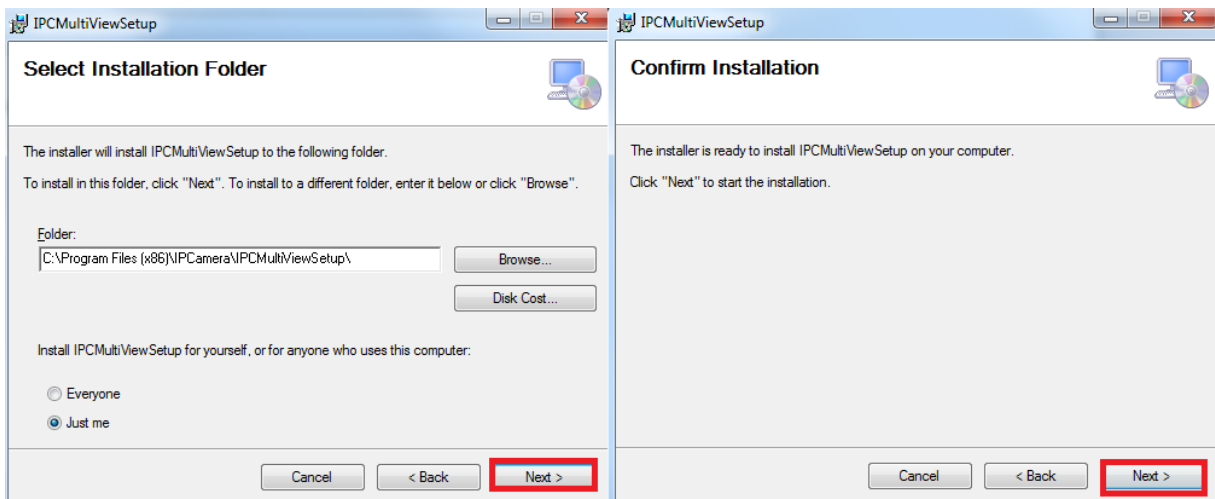 IPCMultiViewSetup
Select Installation Folder
The installer will install IPCMultiViewSetup to the following folder.
To install in this folder, click "Next". To install to a different folder, enter it below or click "Browse".
Folder:
C:\Program Files (x86)\IPCamera\IPCMultiViewSetup\
Browse...
Disk Cost...
Install IPCMultiViewSetup for yourself, or for anyone who uses this computer:
Everyone
Just me
Cancel
< Back
Next >
IPCMultiViewSetup
Confirm Installation
The installer is ready to install IPCMultiViewSetup on your computer.
Click "Next" to start the installation.
Cancel
< Back
Next >